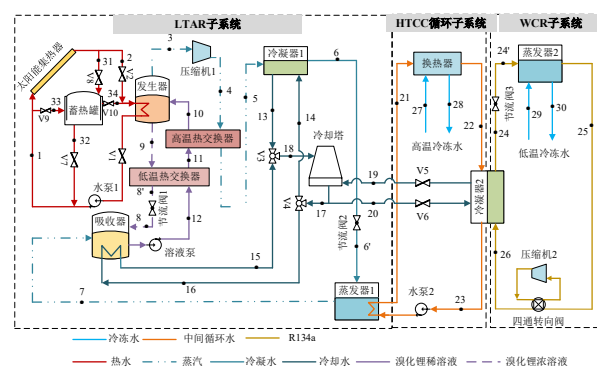 LTAR子系统
HTCC循环子系统
WCR子系统
太阳能集热器
31
2
3
V8
V2
发生器
压缩机1
冷凝器1
6
换热器
蒸发器2
24'
33
V9
蓄热罐
34
V10
10
4
5
13
14
冷却塔
21
27
28
22
节流阀3
24
29
30
25
高温冷冻水
低温冷冻水
32
V7
1
V1
9
高温热交换器
11
低温热交换器
V3
18
19
V5
水泵1
8'
节流阀1
12
V4
17
20
V6
冷凝器2
吸收器
8
溶液泵
节流阀2
15
16
6'
26
压缩机2
7
蒸发器1
水泵2
23
四通转向阀
冷冻水
中间循环水
R134a
热水
蒸汽
冷凝水
冷却水
溴化锂稀溶液
溴化锂浓溶液